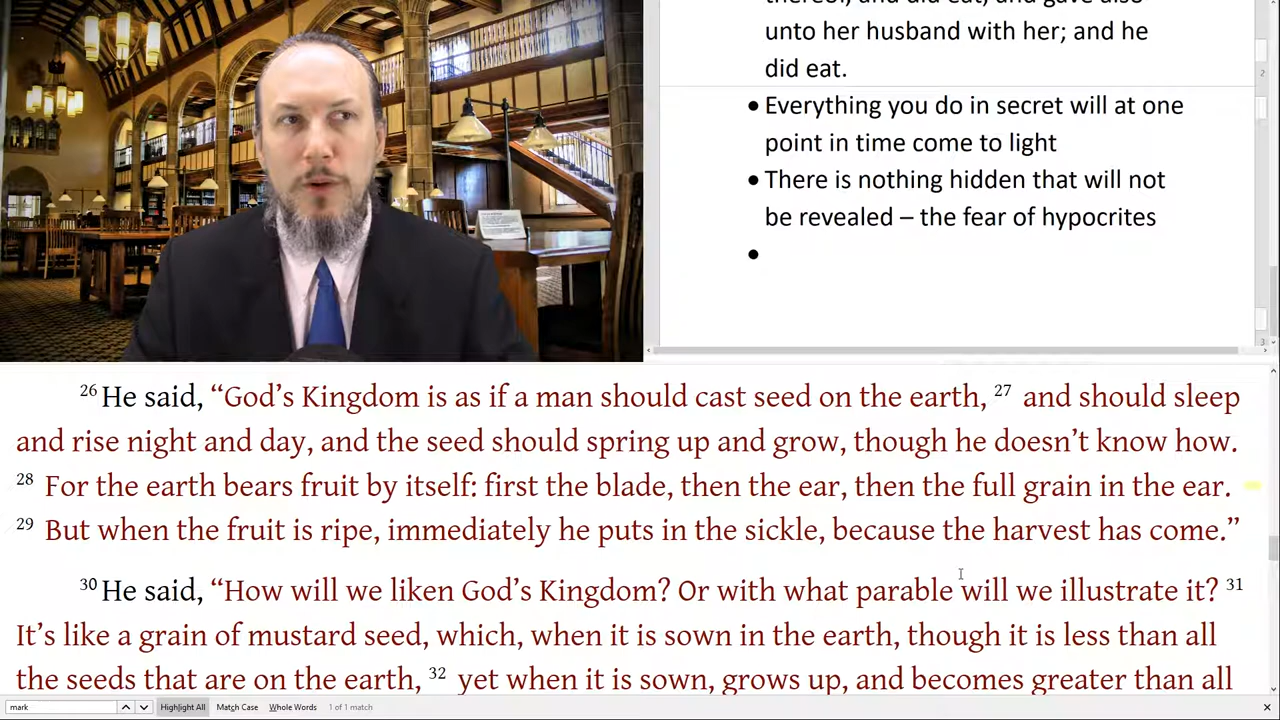 thereof, and did eat, and gave also
unto her husband with her; and he
did eat.
• Everything you do in secret will at one
point in time come to light
• There is nothing hidden that will not
be revealed – the fear of hypocrites
•
2
3
26 He said, “God’s Kingdom is as if a man should cast seed on the earth, 27 and should sleep
and rise night and day, and the seed should spring up and grow, though he doesn’t know how.
28 For the earth bears fruit by itself: first the blade, then the ear, then the full grain in the ear.
29 But when the fruit is ripe, immediately he puts in the sickle, because the harvest has come.”
30 He said, “How will we liken God’s Kingdom? Or with what parable will we illustrate it? 31
It’s like a grain of mustard seed, which, when it is sown in the earth, though it is less than all
the seeds that are on the earth, 32 yet when it is sown, grows up, and becomes greater than all
mark Highlight All Match Case Whole Words 1 of 1 match